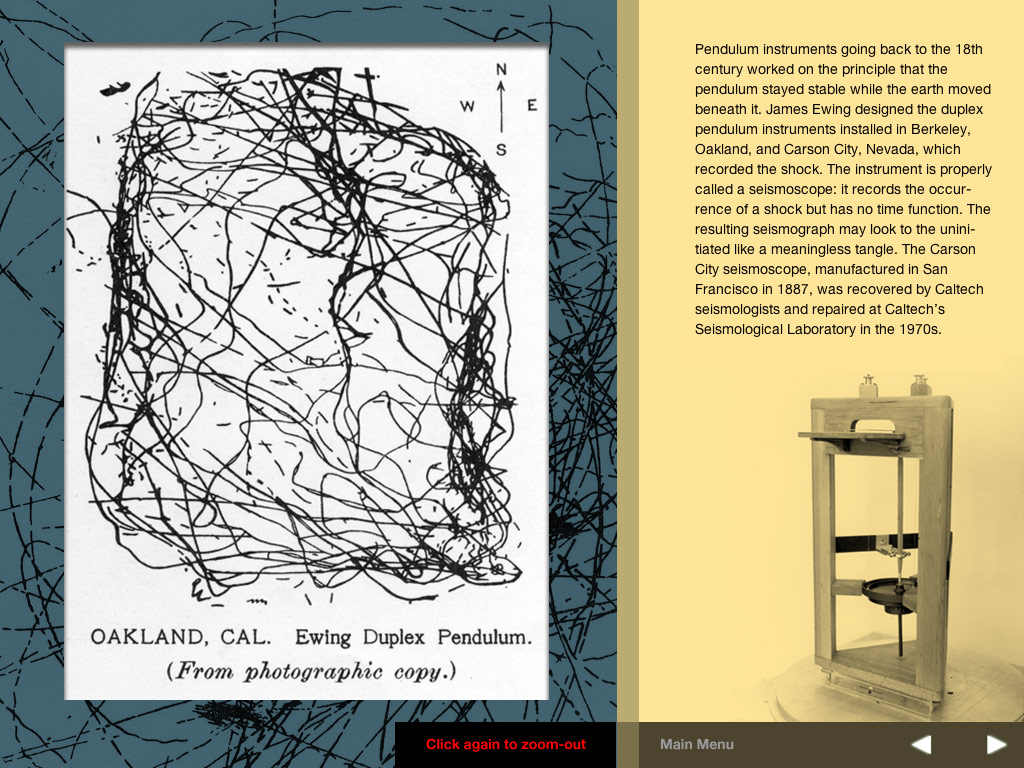 N
W E
S
OAKLAND, CAL. Ewing Duplex Pendulum.
(From photographic copy.)
Click again to zoom-out
Pendulum instruments going back to the 18th
century worked on the principle that the
pendulum stayed stable while the earth moved
beneath it. James Ewing designed the duplex
pendulum instruments installed in Berkeley,
Oakland, and Carson City, Nevada, which
recorded the shock. The instrument is properly
called a seismoscope: it records the occur-
rence of a shock but has no time function. The
resulting seismograph may look to the unini-
tiated like a meaningless tangle. The Carson
City seismoscope, manufactured in San
Francisco in 1887, was recovered by Caltech
seismologists and repaired at Caltech’s
Seismological Laboratory in the 1970s.
Main Menu